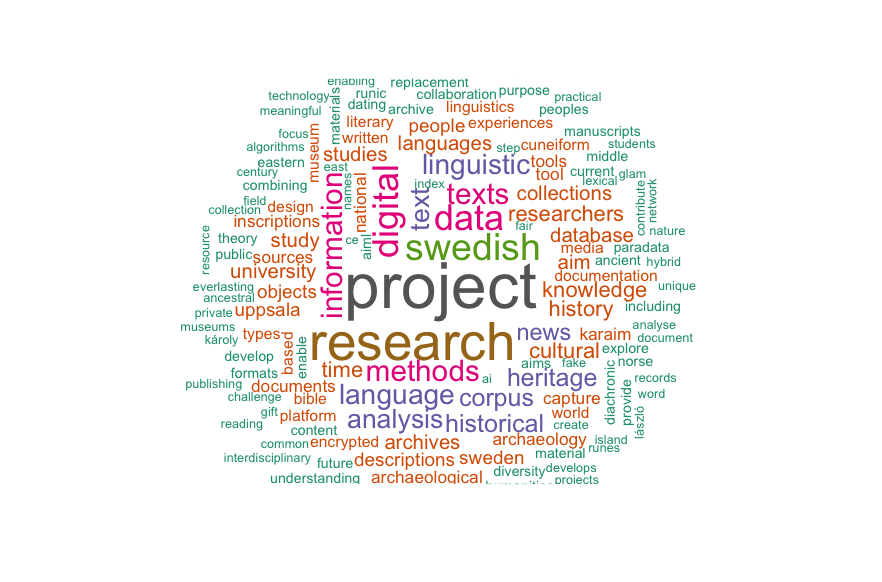 enabling replacement
technology runic collaboration purpose practical
meaningful dating archive linguistics peoples
materials literary people experiences
focus museum written languages step cuneiform manuscripts students
algorithms studies linguistic tools middle
eastern east
century information digital text index texts tool current lexical glam
combining names national data collections contribute network
field design researchers
collection inscriptions fair nature
resource theory study ce aiml swedish database
public sources media paradata
university project aim ancient hybrid
documentation
everlasting objects knowledge unique
ancestral
private uppsala history including
museums types based research news karaim analyse
károly enable document
develop cultural explore
formats time methods aims fake norse
publishing documents language ai heritage diachronic provide records
challenge bible corpus capture word
gift platform analysis historical world lászló
reading content create
common encrypted archives archaeology island
interdisciplinary future descriptions sweden material runes
understanding archaeological diversity develops
humanities projects